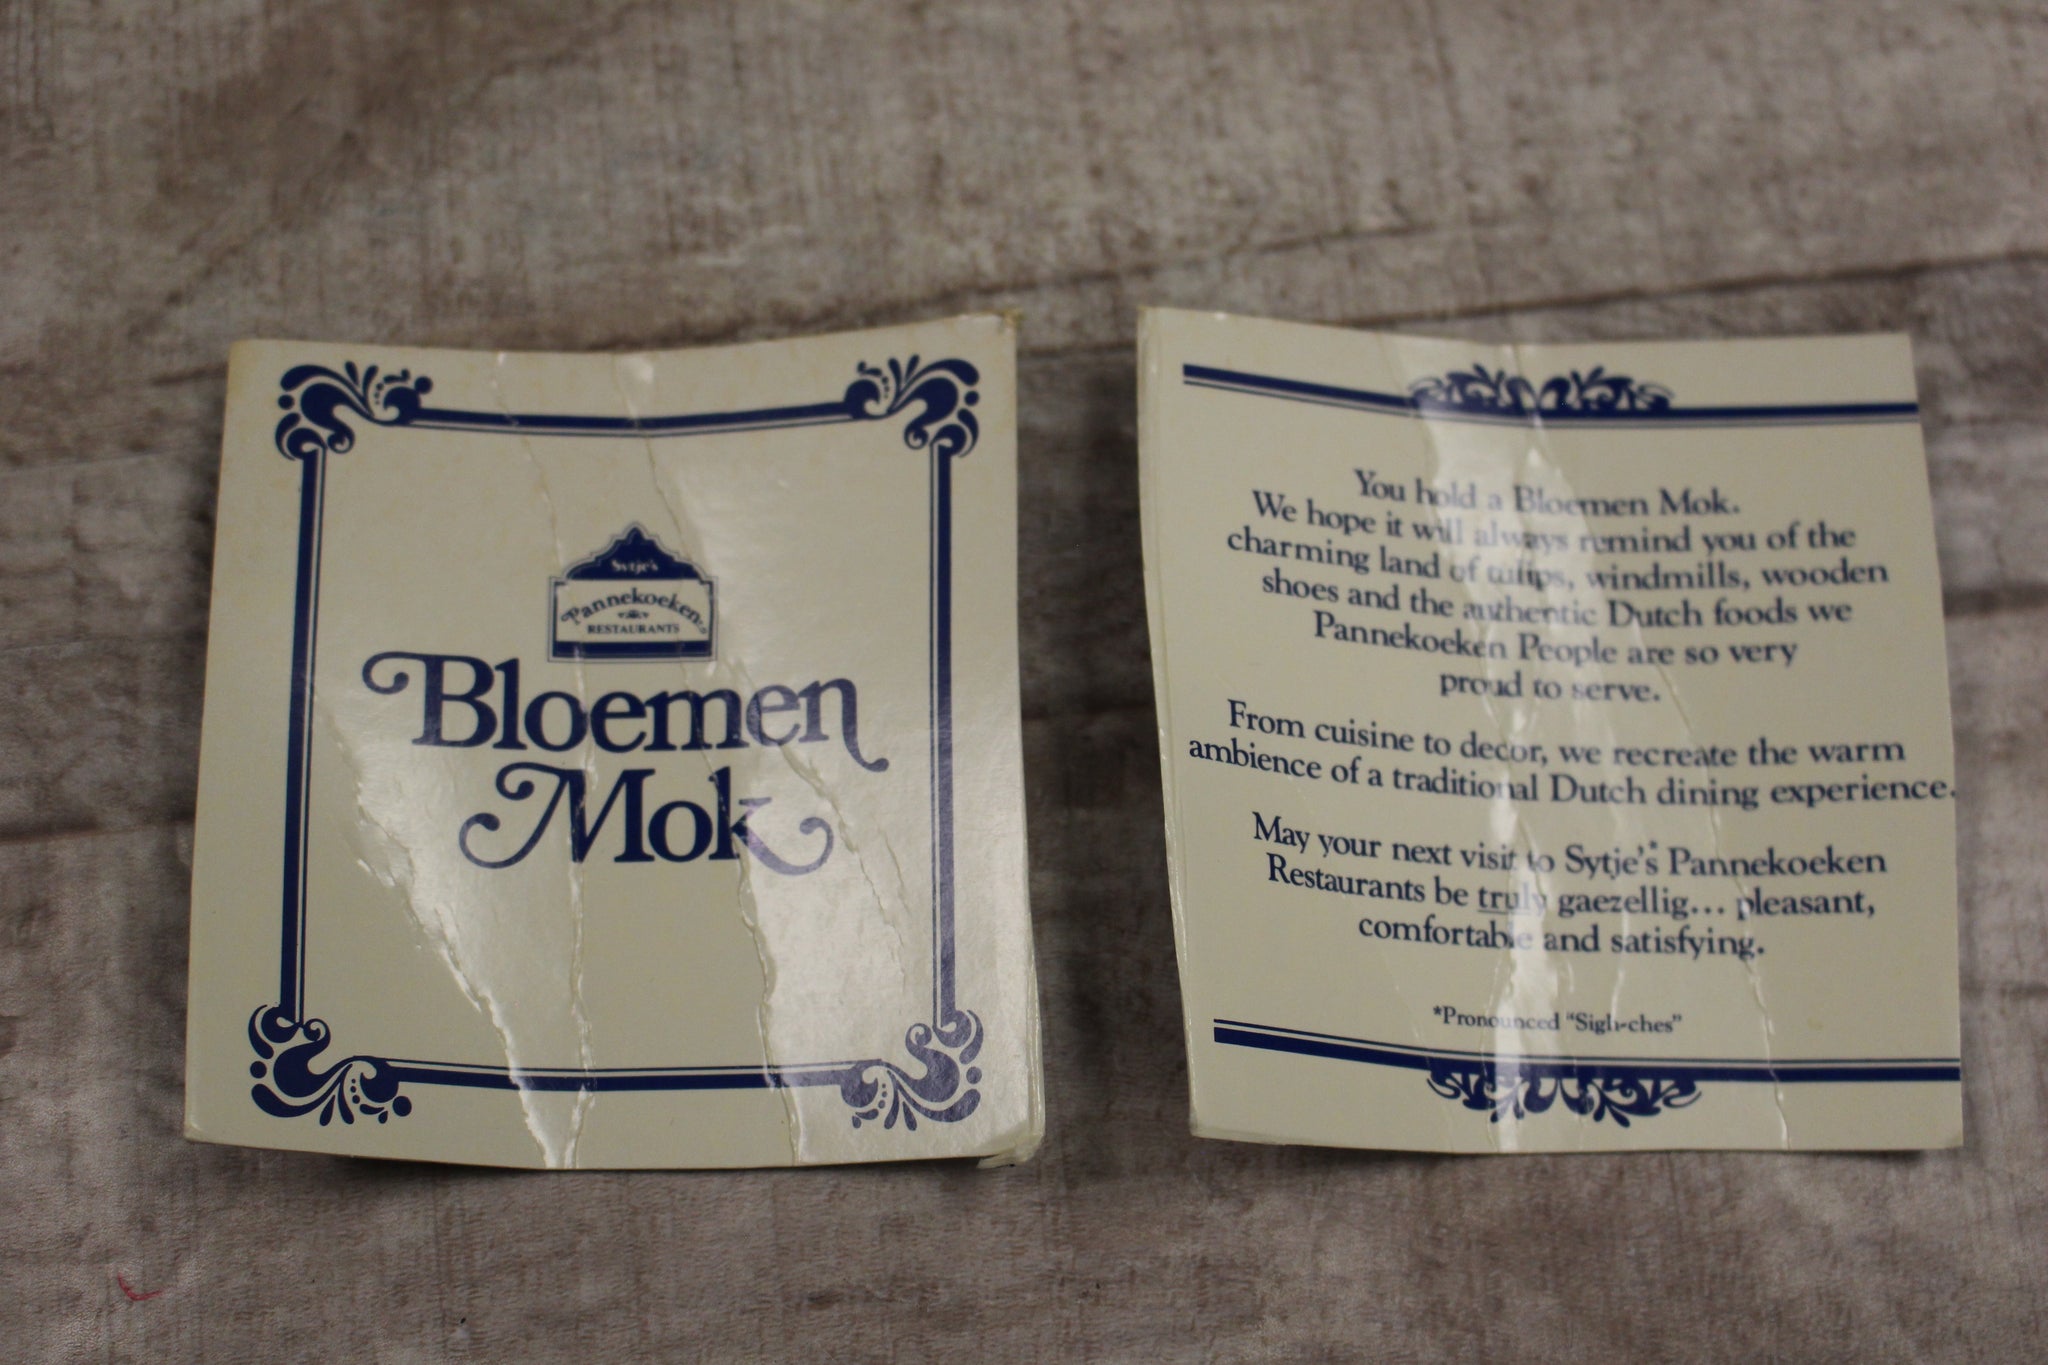 Sytje's
Pannekoeken
RESTAURANTS
Bloemen
Mok
You hold a Bloemen Mok.
We hope it will always remind you of the
charming land of tulips, windmills, wooden
shoes and the authentic Dutch foods we
Pannekoeken People are so very
proud to serve.
From cuisine to decor, we recreate the warm
ambience of a traditional Dutch dining experience.
May your next visit to Sytje's* Pannekoeken
Restaurants be truly gaezellig... pleasant,
comfortable and satisfying.
*Pronounced "Sigh-ches"